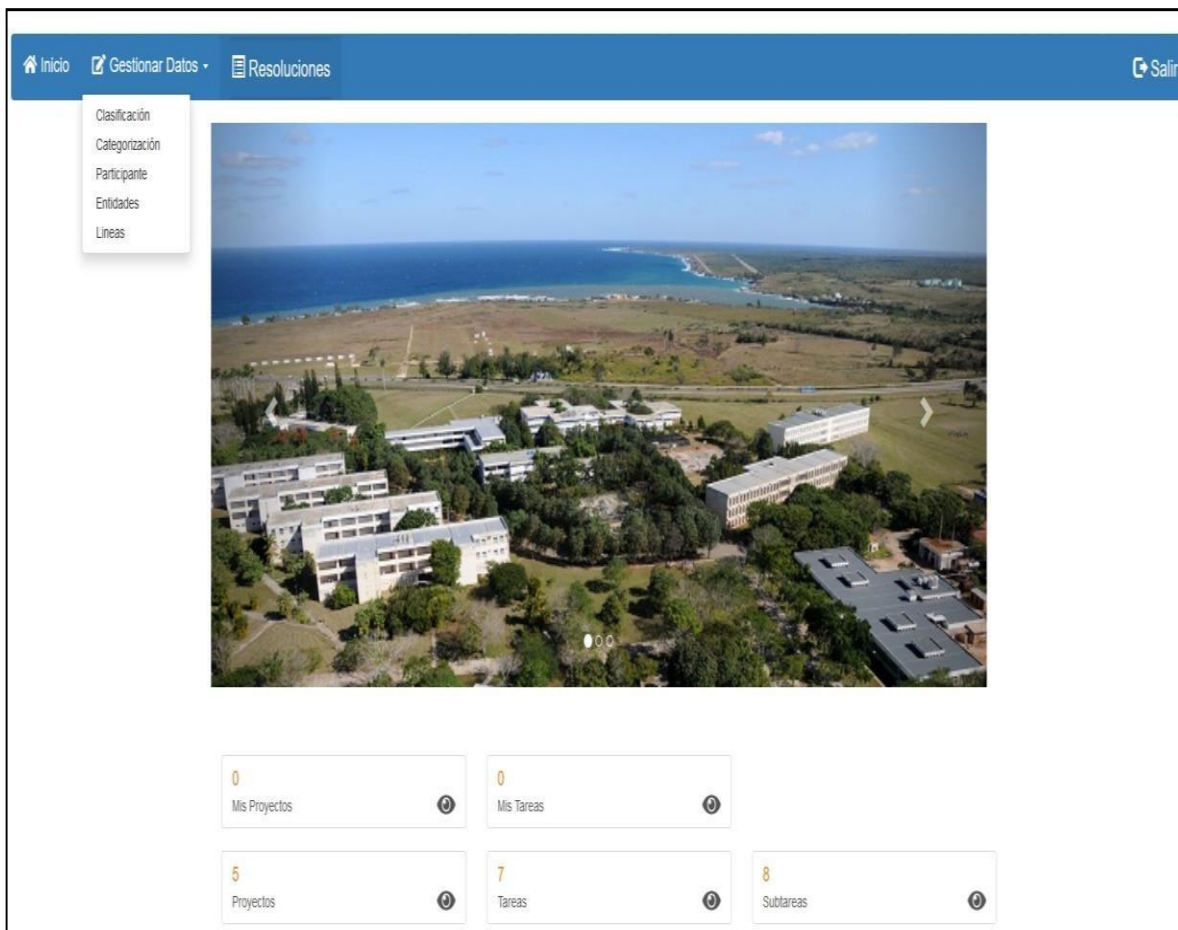 Inicio Gestionar Datos Resoluciones Salir
Clasificación
Categorización
Participante
Entidades
Lineas
0 0
Mis Proyectos Mis Tareas
5 7 8
Proyectos Tareas Subtareas